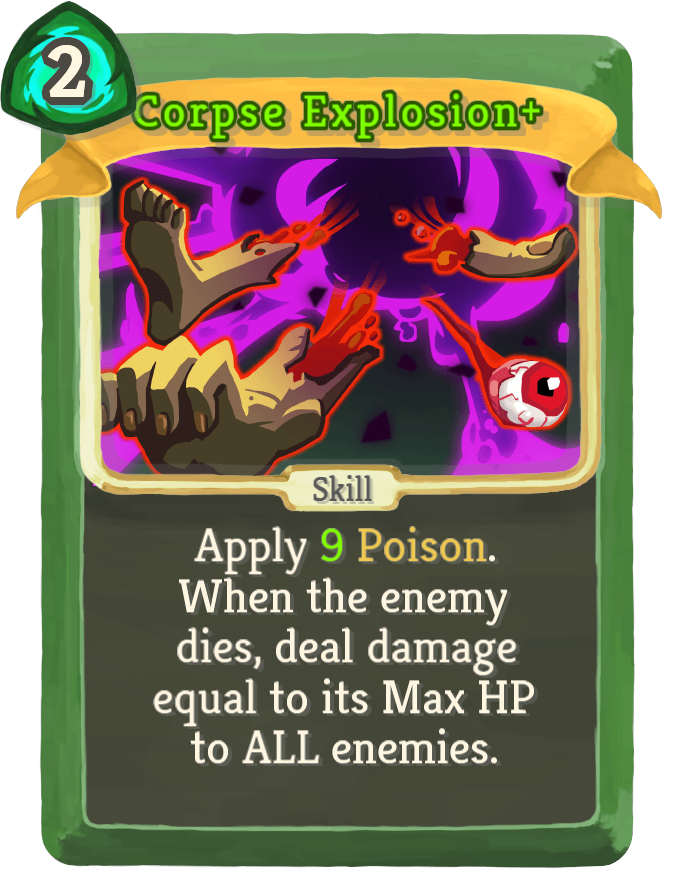 2
Corpse Explosion+
Skill
Apply 9 Poison.
When the enemy
dies, deal damage
equal to its Max HP
to ALL enemies.